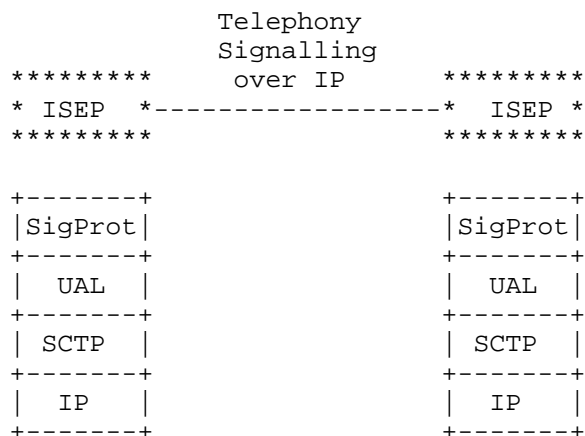 Telephony
Signalling
********* over IP *********
* ISEP *------------------* ISEP *
********* *********
+-------+ +-------+
|SigProt| |SigProt|
+-------+ +-------+
| UAL | | UAL |
+-------+ +-------+
| SCTP | | SCTP |
+-------+ +-------+
| IP | | IP |
+-------+ +-------+